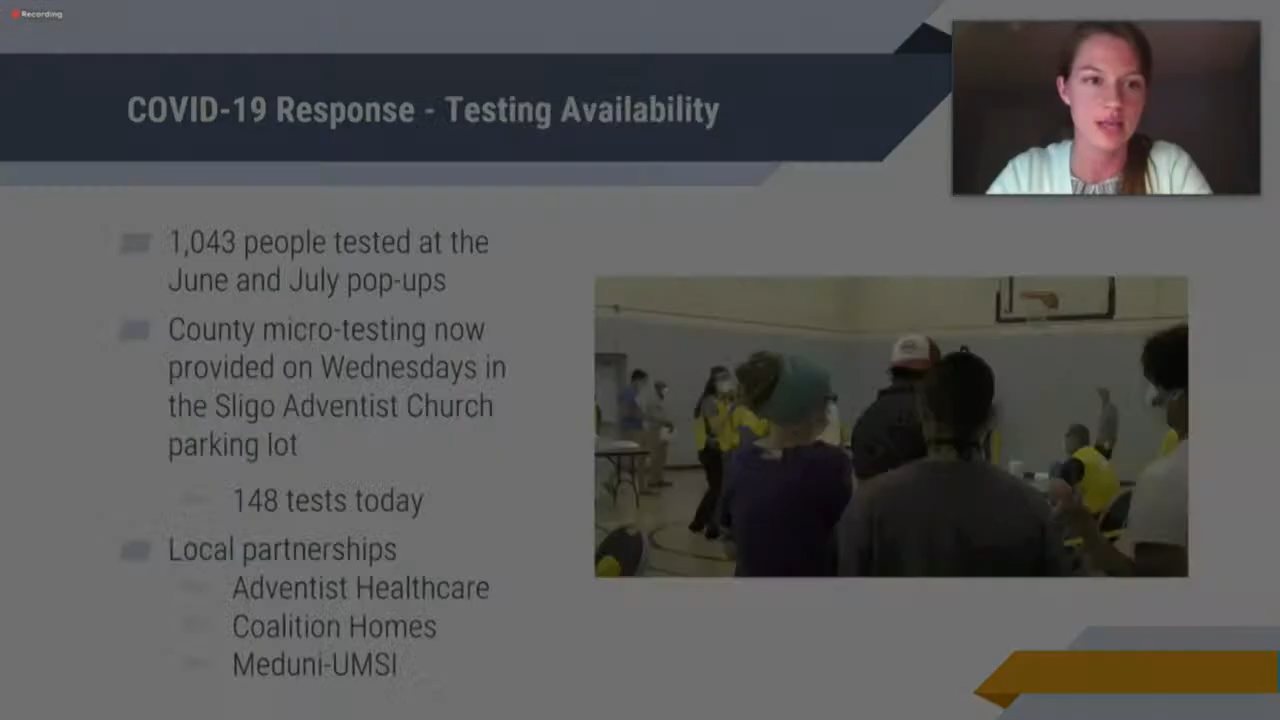 Recording
COVID-19 Response - Testing Availability
1,043 people tested at the
June and July pop-ups
County micro-testing now
provided on Wednesdays in
the Sligo Adventist Church
parking lot
148 tests today
Local partnerships
Adventist Healthcare
Coalition Homes
Meduni-UMSI